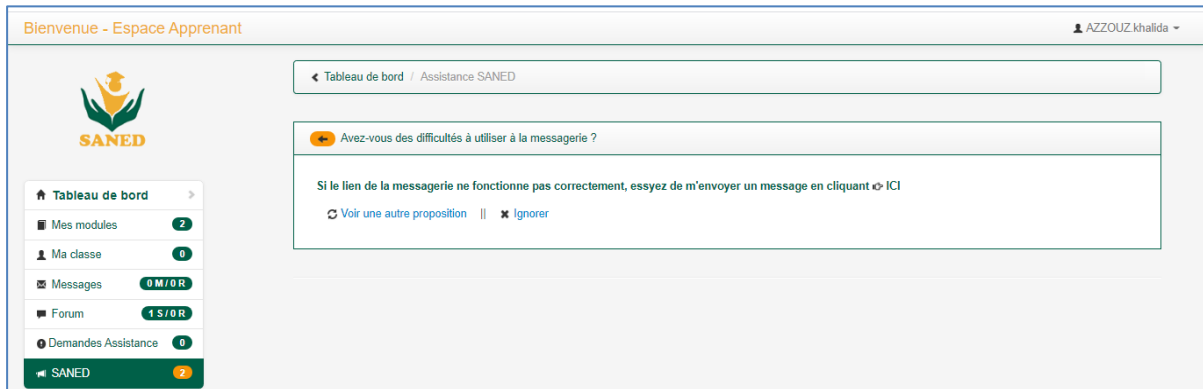 Bienvenue - Espace Apprenant
AZZOUZ.khalida
SANED
Tableau de bord / Assistance SANED
Avez-vous des difficultés à utiliser à la messagerie ?
Si le lien de la messagerie ne fonctionne pas correctement, essyez de m'envoyer un message en cliquant ICI
Voir une autre proposition || Ignorer
Tableau de bord
Mes modules 2
Ma classe 0
Messages 0 M / 0 R
Forum 1 S / 0 R
Demandes Assistance 0
SANED 2